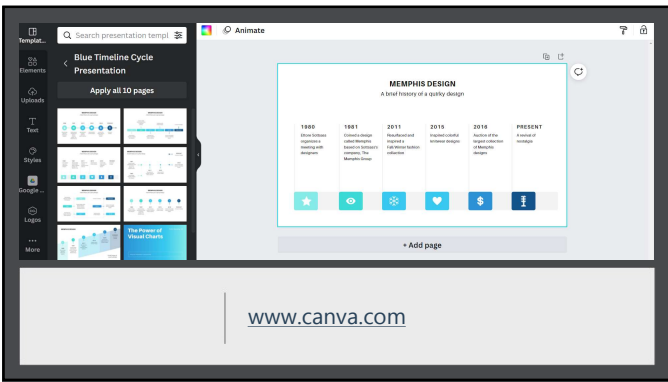 Templat...
Search presentation templ
Animate
Elements
Blue Timeline Cycle
Presentation
Apply all 10 pages
Uploads
Text
Styles
Google ...
Logos
More
The Power of
Visual Charts
MEMPHIS DESIGN
A brief history of a quirky design
1980
Ettore Sottsass
organizes a
meeting with
designers
1981
Coined a design
called Memphis
based on Sottsass's
company, The
Memphis Group
2011
Resurfaced and
inspired a
Fall-Winter fashion
collection
2015
Inspired colorful
knitwear designs
2016
Auction of the
largest collection
of Memphis
designs
PRESENT
A revival of
nostalgia
$
+ Add page
www.canva.com